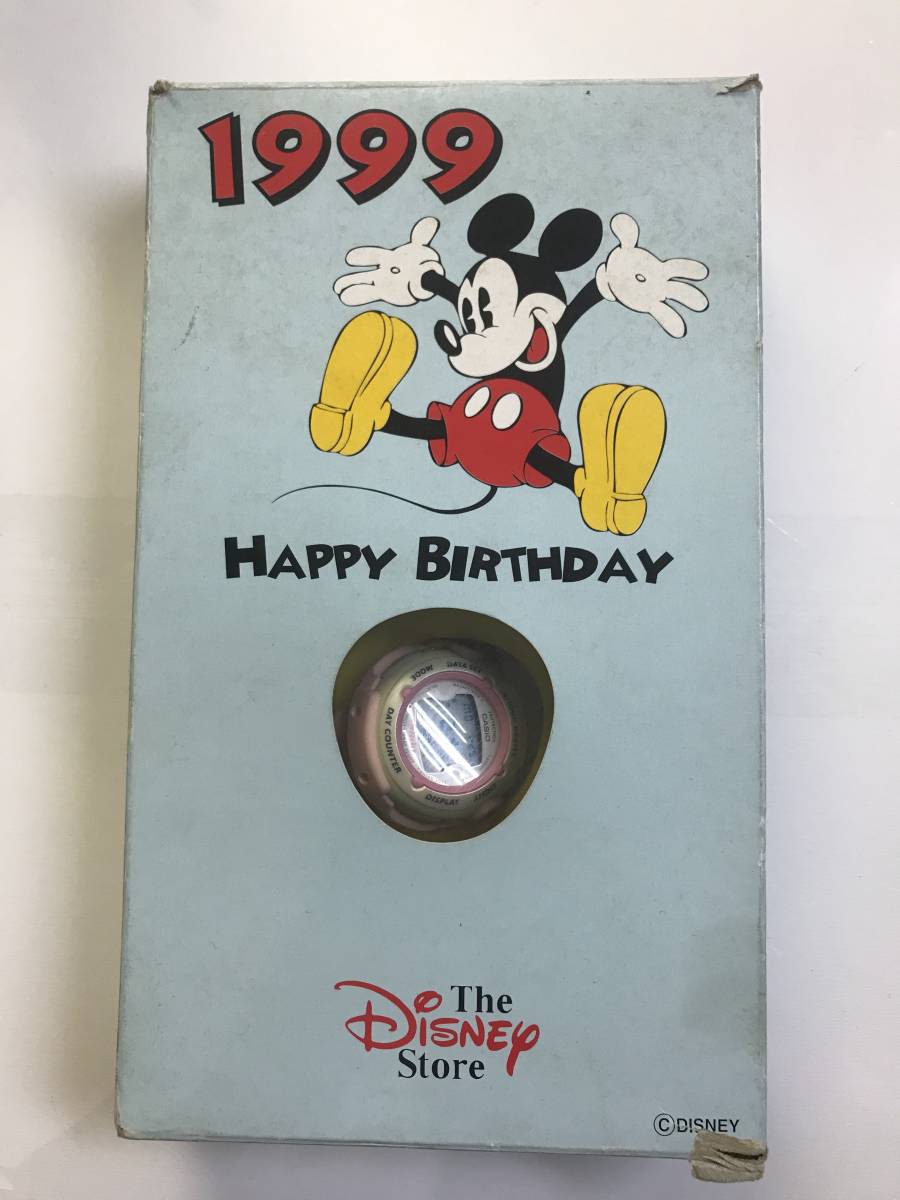 1999
HAPPY BIRTHDAY
MODE
DATA SET
DAY COUNTER
CASIO
DISPLAY
The
DISNEY
Store
©DISNEY